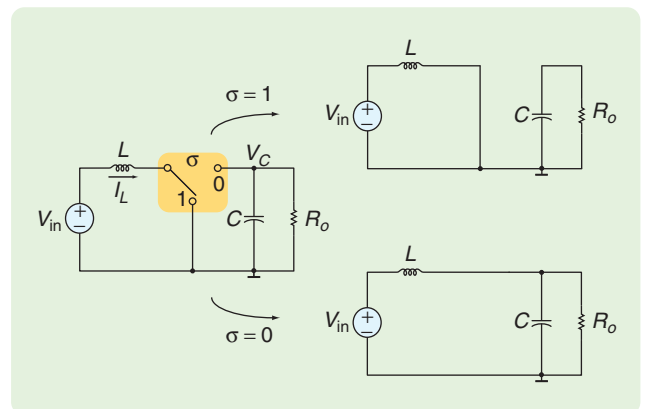 L
V_in
+
−
C
R_o
σ = 1
L
I_L
σ
1
0
V_C
V_in
+
−
C
R_o
σ = 0
L
V_in
+
−
C
R_o